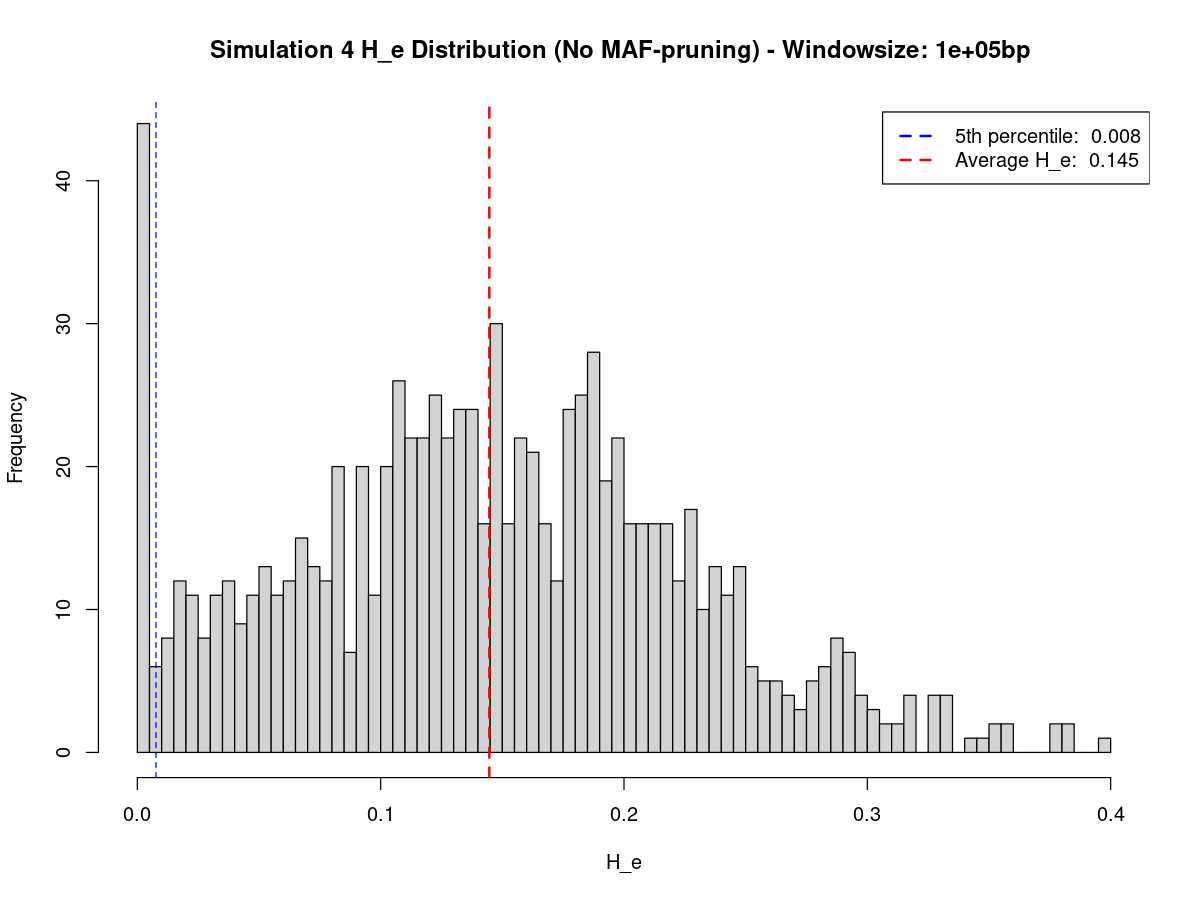 Simulation 4 H_e Distribution (No MAF-pruning) - Windowsize: 1e+05bp
5th percentile: 0.008
Average H_e: 0.145
Frequency
40
30
20
10
0
0.0 0.1 0.2 0.3 0.4
H_e